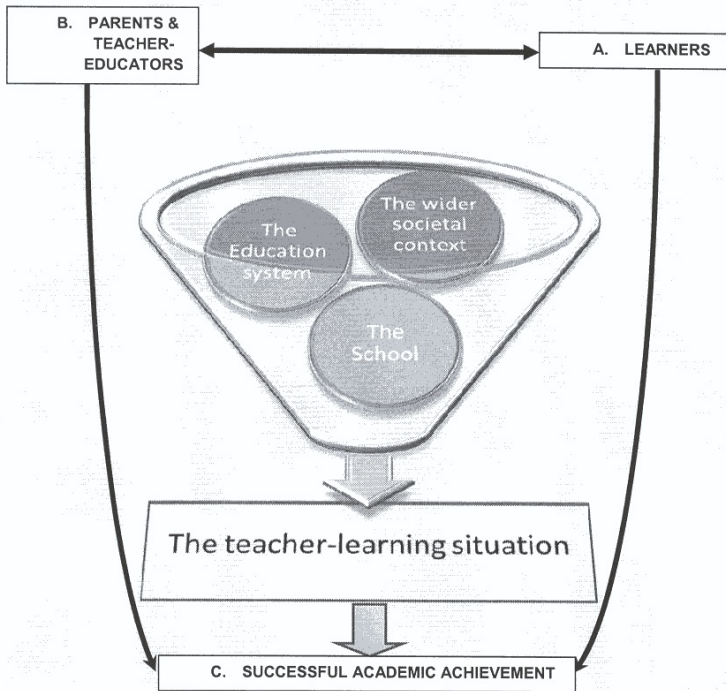 B. PARENTS &
TEACHER-
EDUCATORS
A. LEARNERS
The
Education
system
The wider
societal
context
The
School
The teacher-learning situation
C. SUCCESSFUL ACADEMIC ACHIEVEMENT